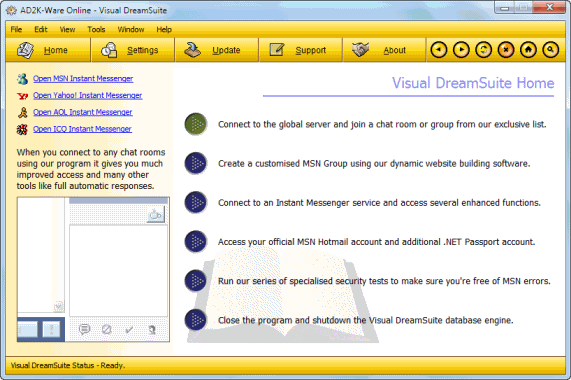 AD2K-Ware Online - Visual DreamSuite
File Edit View Tools Window Help
Home Settings Update Support About
Open MSN Instant Messenger
Open Yahoo! Instant Messenger
Open AOL Instant Messenger
Open ICQ Instant Messenger
When you connect to any chat rooms
using our program it gives you much
improved access and many other
tools like full automatic responses.
Visual DreamSuite Home
Connect to the global server and join a chat room or group from our exclusive list.
Create a customised MSN Group using our dynamic website building software.
Connect to an Instant Messenger service and access several enhanced functions.
Access your official MSN Hotmail account and additional .NET Passport account.
Run our series of specialised security tests to make sure you're free of MSN errors.
Close the program and shutdown the Visual DreamSuite database engine.
Visual DreamSuite Status - Ready.